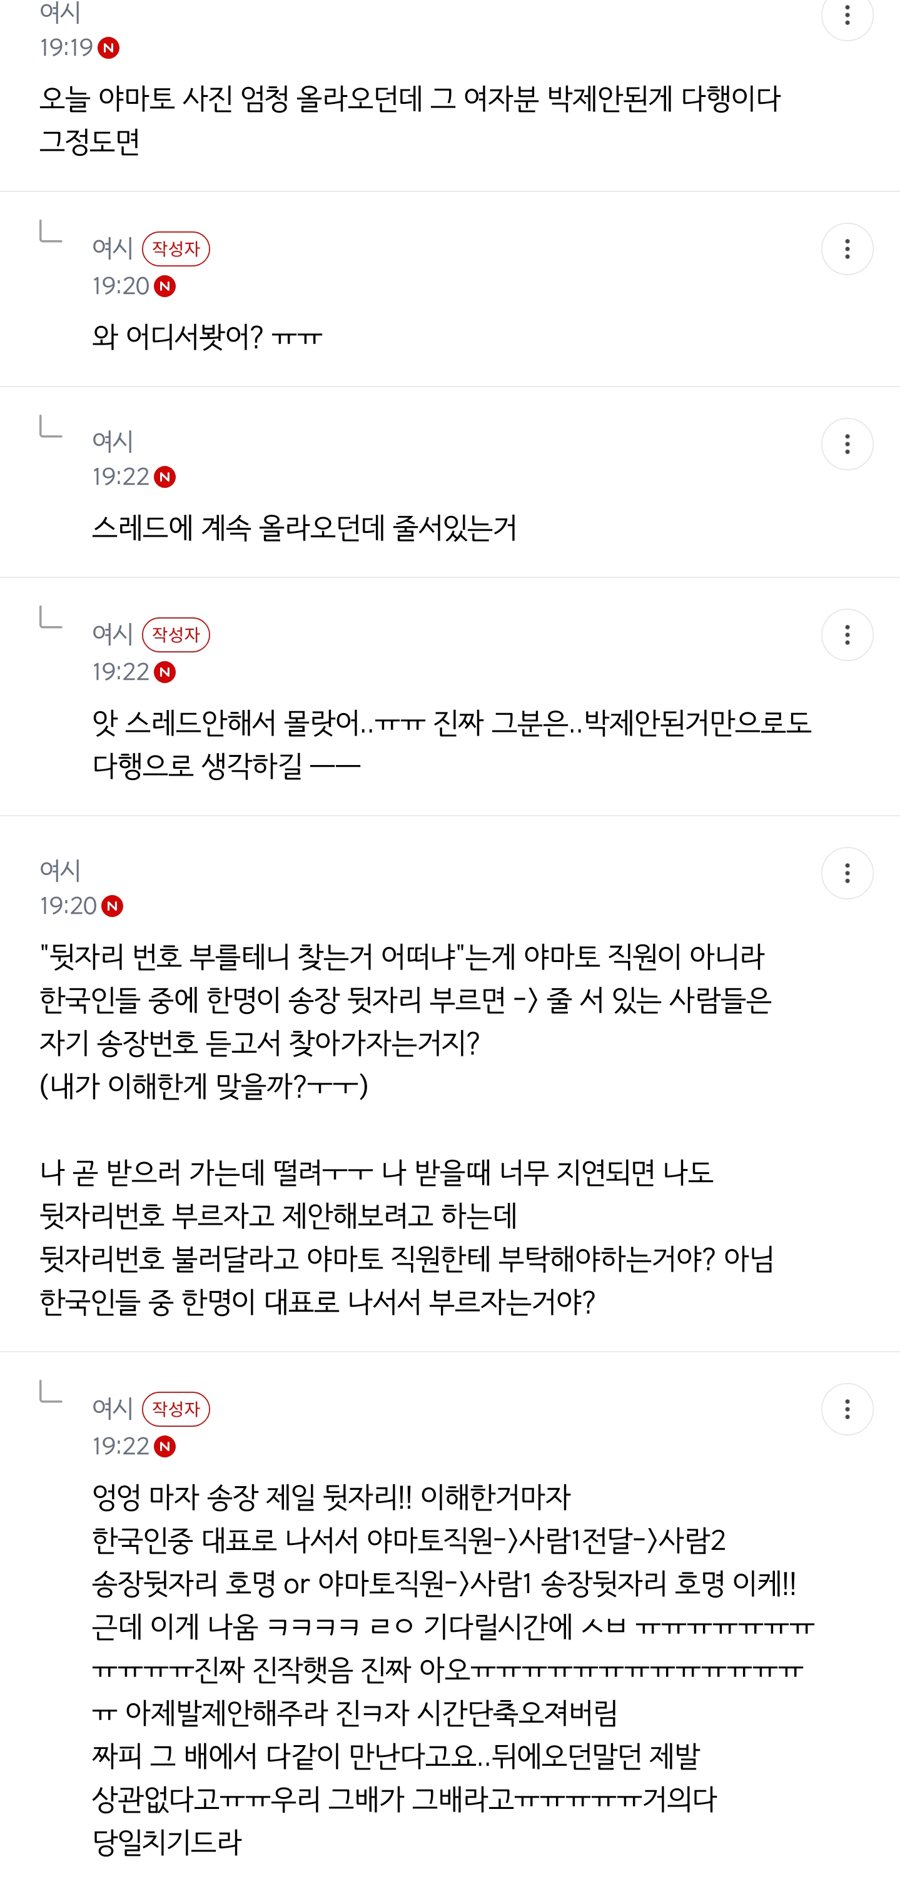 여시
19:19 N
오늘 야마토 사진 엄청 올라오던데 그 여자분 박제안된게 다행이다
그정도면
여시 작성자
19:20 N
와 어디서봣어? ㅠㅠ
여시
19:22 N
스레드에 계속 올라오던데 줄서있는거
여시 작성자
19:22 N
앗 스레드안해서 몰랏어..ㅠㅠ 진짜 그분은..박제안된거만으로도
다행으로 생각하길 ㅡㅡ
여시
19:20 N
"뒷자리 번호 부를테니 찾는거 어떠냐"는게 야마토 직원이 아니라
한국인들 중에 한명이 송장 뒷자리 부르면 -> 줄 서 있는 사람들은
자기 송장번호 듣고서 찾아가자는거지?
(내가 이해한게 맞을까?ㅜㅜ)
나 곧 받으러 가는데 떨려ㅜㅜ 나 받을때 너무 지연되면 나도
뒷자리번호 부르자고 제안해보려고 하는데
뒷자리번호 불러달라고 야마토 직원한테 부탁해야하는거야? 아님
한국인들 중 한명이 대표로 나서서 부르자는거야?
여시 작성자
19:22 N
엉엉 마자 송장 제일 뒷자리!! 이해한거마자
한국인중 대표로 나서서 야마토직원->사람1전달->사람2
송장뒷자리 호명 or 야마토직원->사람1 송장뒷자리 호명 이케!!
근데 이게 나움 ㅋㅋㅋㅋ ㄹㅇ 기다릴시간에 ㅅㅂ ㅠㅠㅠㅠㅠㅠㅠ
ㅠㅠㅠㅠ진짜 진작햇음 진짜 아오ㅠㅠㅠㅠㅠㅠㅠㅠㅠㅠㅠㅠㅠ
ㅠ 아제발제안해주라 진ㅋ자 시간단축오져버림
짜피 그 배에서 다같이 만난다고요..뒤에오던말던 제발
상관없다고ㅠㅠ우리 그배가 그배라고ㅠㅠㅠㅠㅠ거의다
당일치기드라